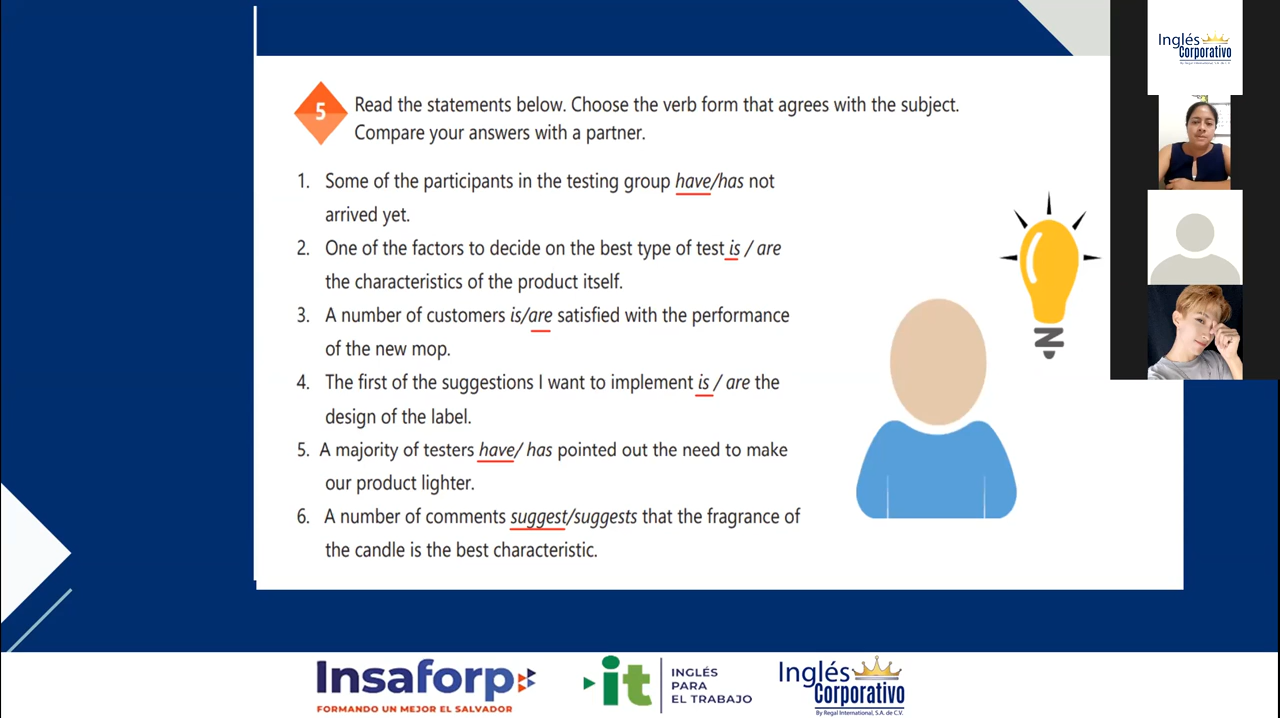 5
Read the statements below. Choose the verb form that agrees with the subject.
Compare your answers with a partner.
1. Some of the participants in the testing group have/has not
arrived yet.
2. One of the factors to decide on the best type of test is / are
the characteristics of the product itself.
3. A number of customers is/are satisfied with the performance
of the new mop.
4. The first of the suggestions I want to implement is / are the
design of the label.
5. A majority of testers have/ has pointed out the need to make
our product lighter.
6. A number of comments suggest/suggests that the fragrance of
the candle is the best characteristic.
Inglés
Corporativo
By Regal International, S.A. de C.V.
Insaforp
FORMANDO UN MEJOR EL SALVADOR
it
INGLÉS
PARA
EL TRABAJO
Inglés
Corporativo
By Regal International, S.A. de C.V.